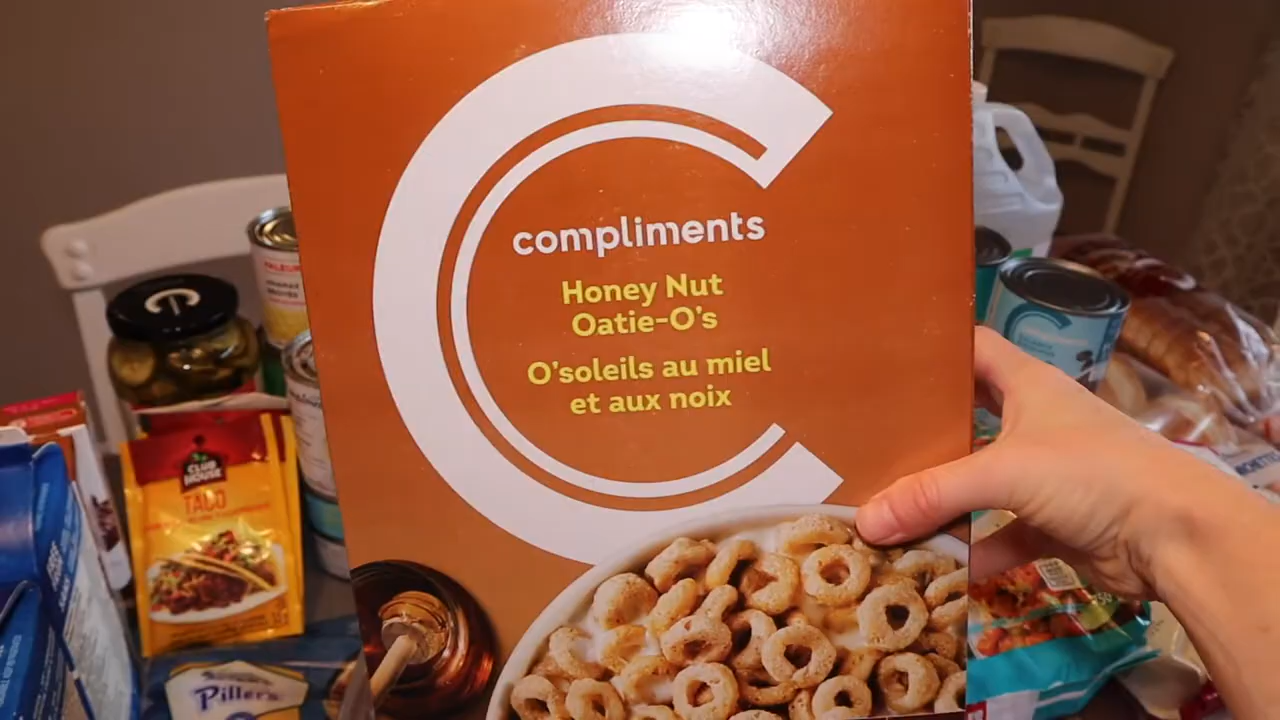 compliments
Honey Nut
Oatie-O's
O'soleils au miel
et aux noix
CLUB
HOUSE
TACO
Piller's